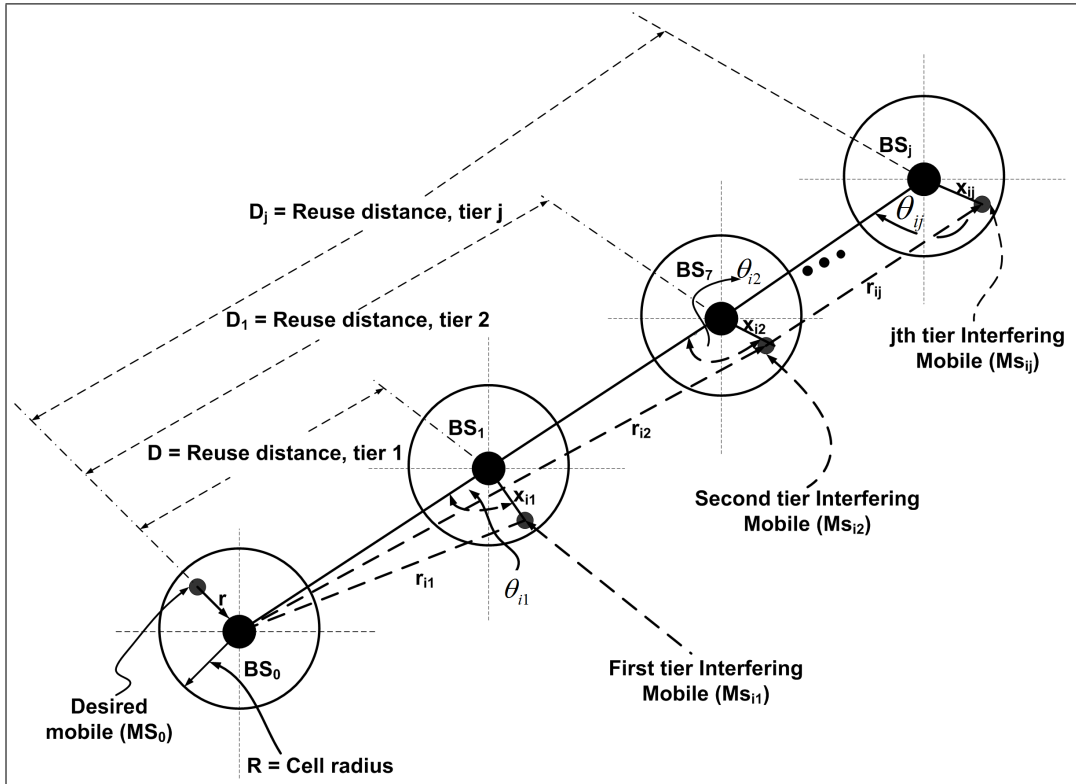 BSⱼ
xᵢⱼ
θᵢⱼ
Dⱼ = Reuse distance, tier j
BS₇
θᵢ₂
xᵢ₂
rᵢⱼ
jth tier Interfering
Mobile (Msᵢⱼ)
D₁ = Reuse distance, tier 2
BS₁
rᵢ₂
D = Reuse distance, tier 1
xᵢ₁
Second tier Interfering
Mobile (Msᵢ₂)
rᵢ₁
θᵢ₁
r
BS₀
First tier Interfering
Mobile (Msᵢ₁)
Desired
mobile (MS₀)
R = Cell radius